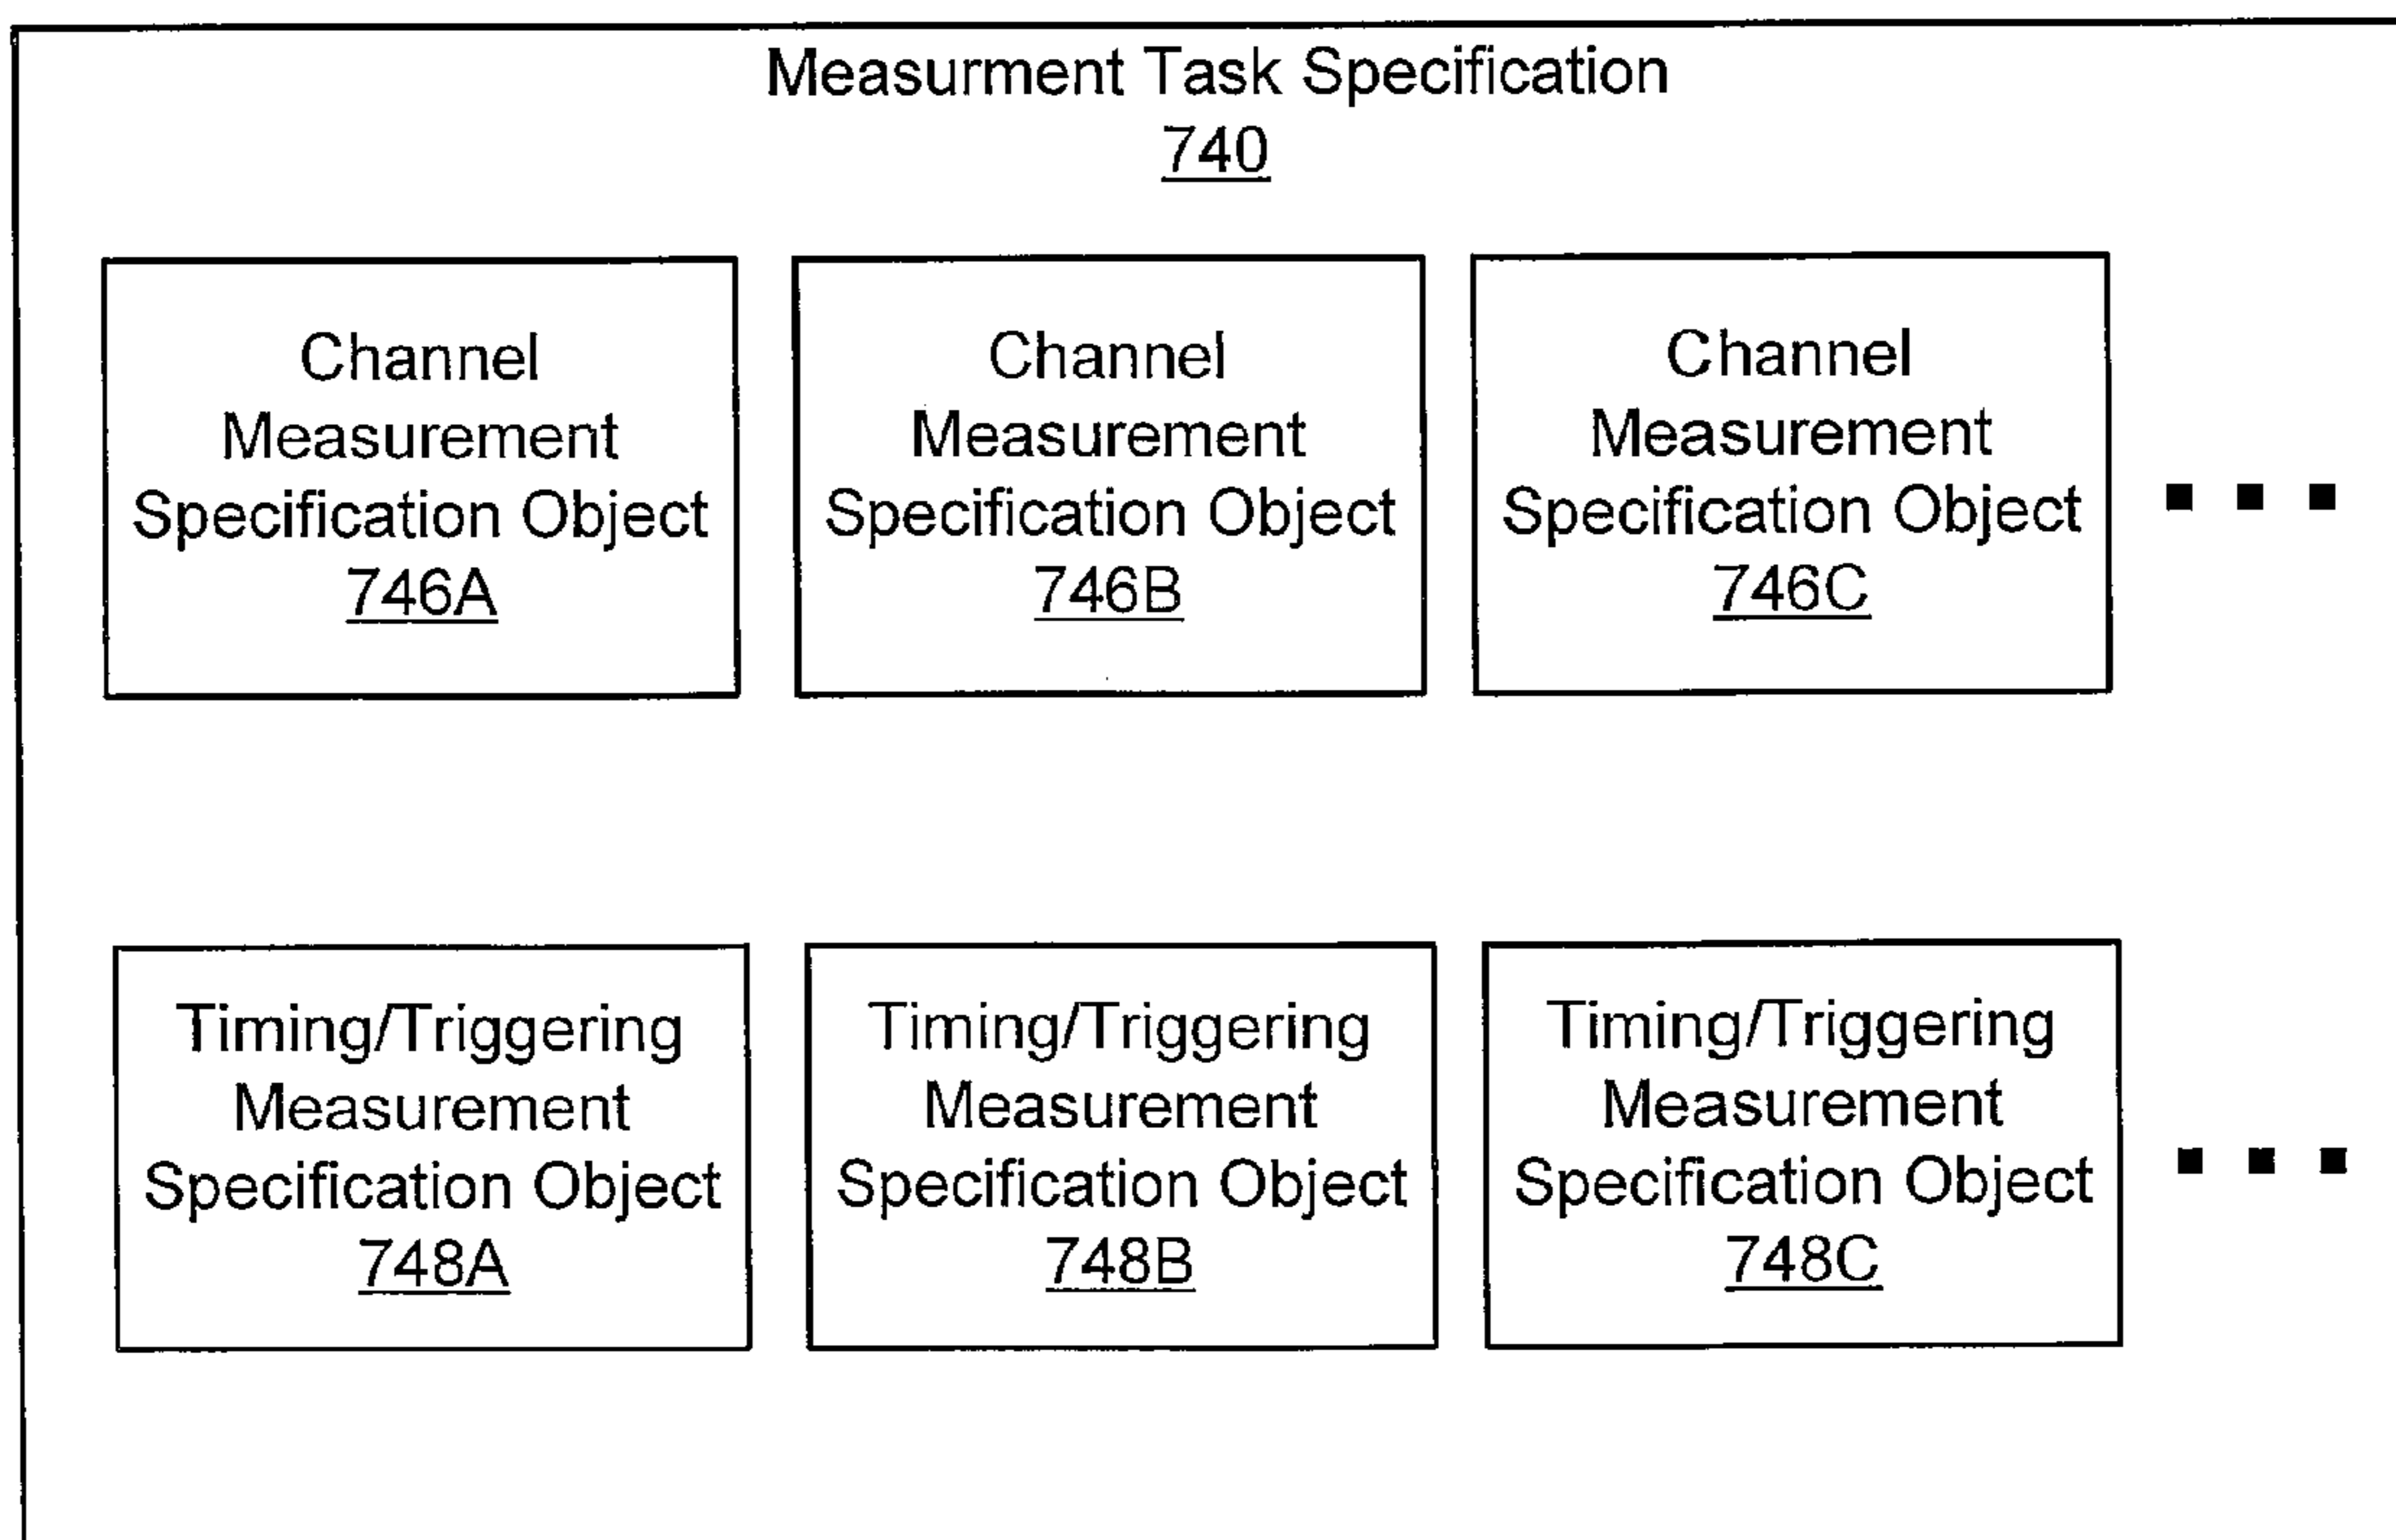 Measurment Task Specification
740
Channel
Measurement
Specification Object
746A
Channel
Measurement
Specification Object
746B
Channel
Measurement
Specification Object
746C
Timing/Triggering
Measurement
Specification Object
748A
Timing/Triggering
Measurement
Specification Object
748B
Timing/Triggering
Measurement
Specification Object
748C